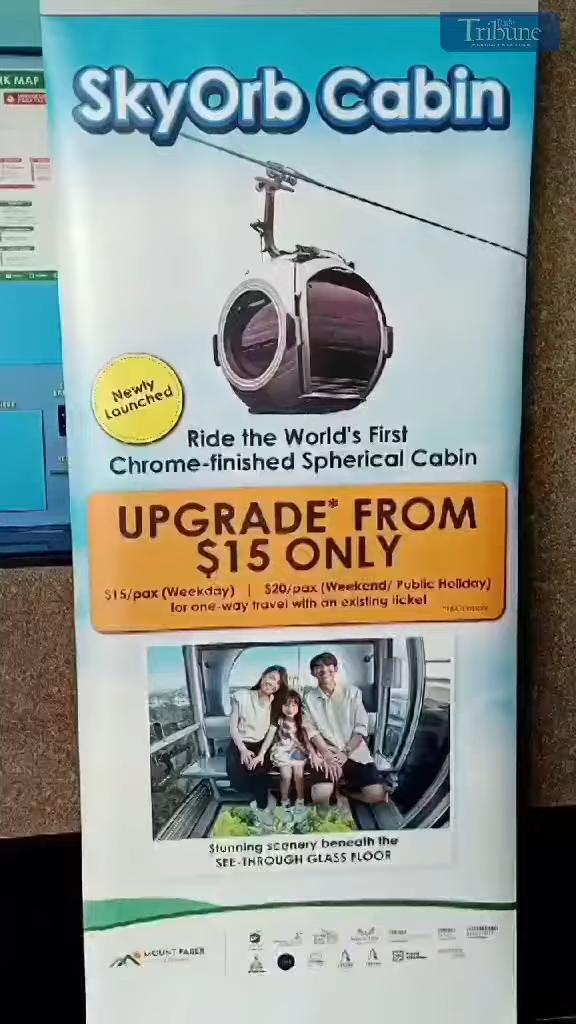 Daily
Tribune
K MAP
SkyOrb Cabin
Newly
Launched
Ride the World's First
Chrome-finished Spherical Cabin
UPGRADE* FROM
$15 ONLY
$15/pax (Weekday) | $20/pax (Weekend/ Public Holiday)
for one-way travel with an existing ticket
Stunning scenery beneath the
SEE-THROUGH GLASS FLOOR
MOUNT FABER